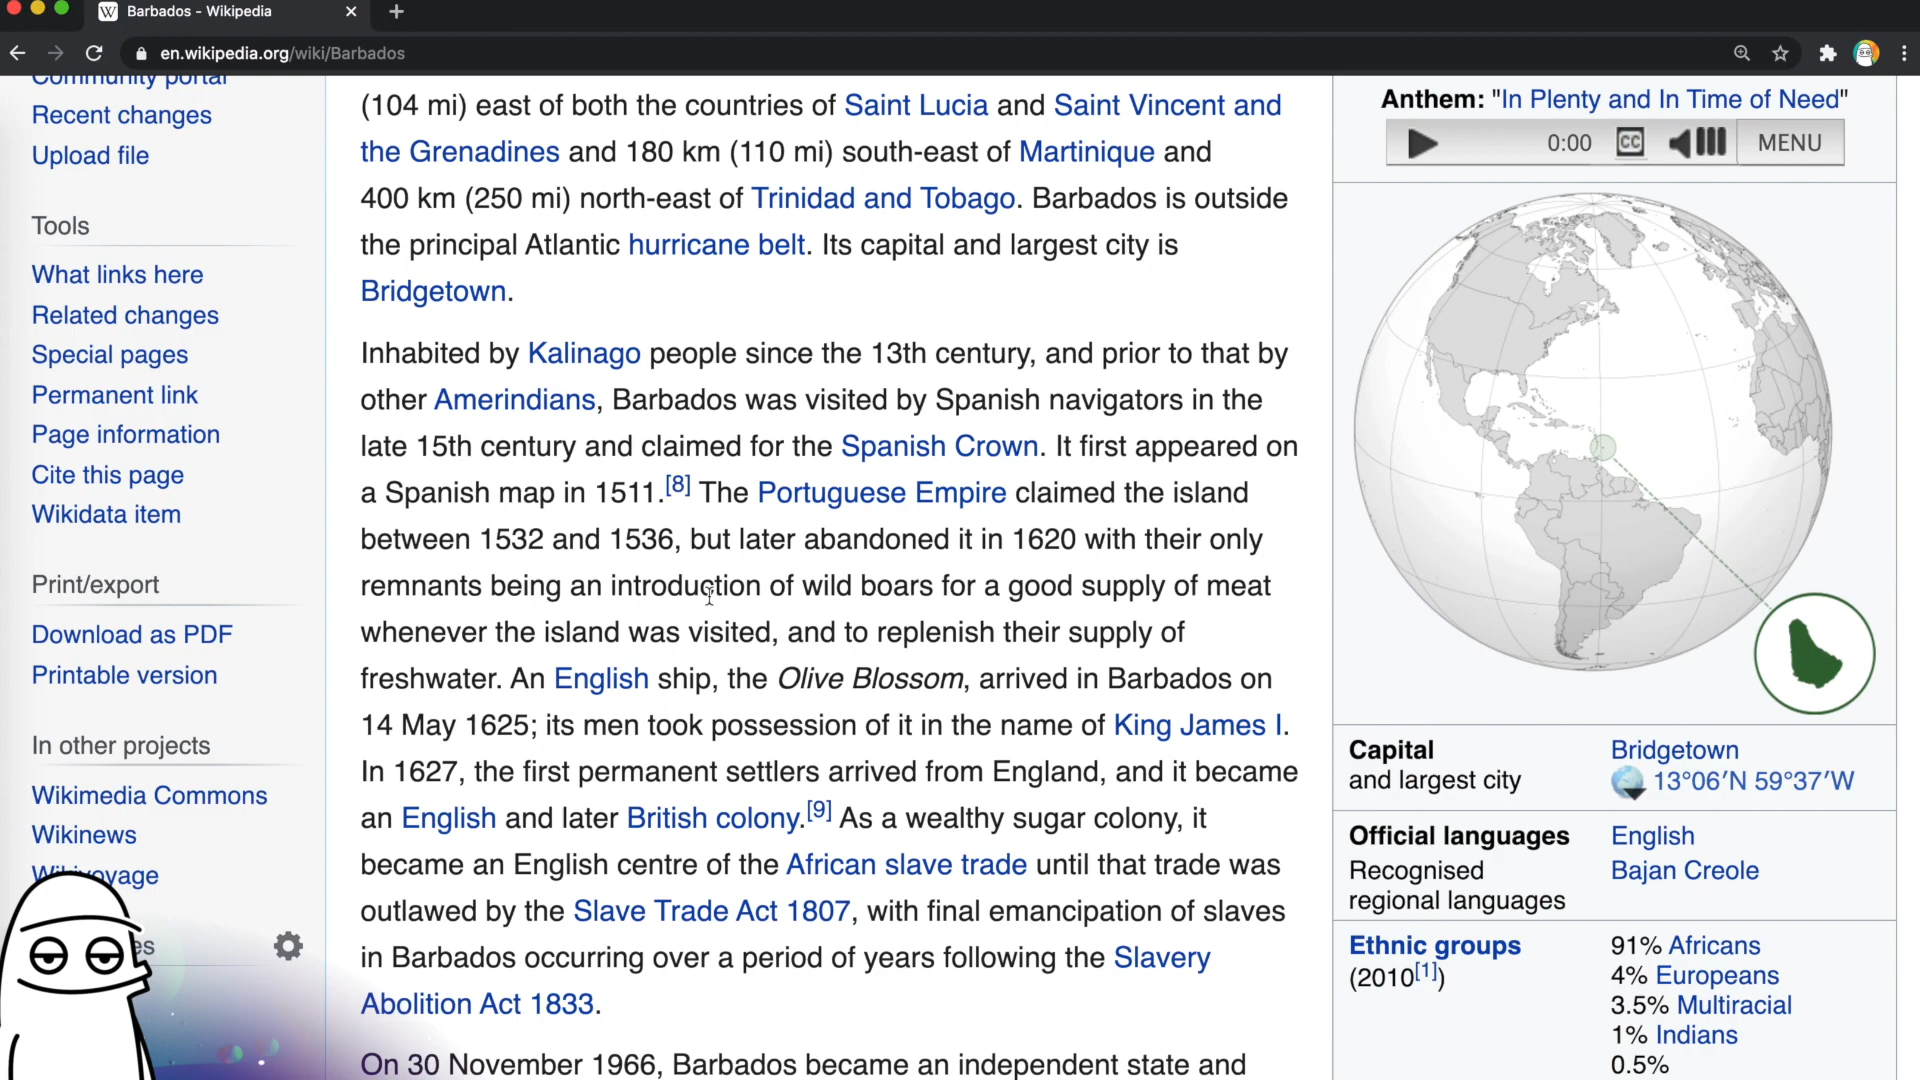 Barbados - Wikipedia
en.wikipedia.org/wiki/Barbados
Community portal
Recent changes
Upload file
Tools
What links here
Related changes
Special pages
Permanent link
Page information
Cite this page
Wikidata item
Print/export
Download as PDF
Printable version
In other projects
Wikimedia Commons
Wikinews
Wikivoyage
es
(104 mi) east of both the countries of Saint Lucia and Saint Vincent and
the Grenadines and 180 km (110 mi) south-east of Martinique and
400 km (250 mi) north-east of Trinidad and Tobago. Barbados is outside
the principal Atlantic hurricane belt. Its capital and largest city is
Bridgetown.
Inhabited by Kalinago people since the 13th century, and prior to that by
other Amerindians, Barbados was visited by Spanish navigators in the
late 15th century and claimed for the Spanish Crown. It first appeared on
a Spanish map in 1511.[8] The Portuguese Empire claimed the island
between 1532 and 1536, but later abandoned it in 1620 with their only
remnants being an introduction of wild boars for a good supply of meat
whenever the island was visited, and to replenish their supply of
freshwater. An English ship, the Olive Blossom, arrived in Barbados on
14 May 1625; its men took possession of it in the name of King James I.
In 1627, the first permanent settlers arrived from England, and it became
an English and later British colony.[9] As a wealthy sugar colony, it
became an English centre of the African slave trade until that trade was
outlawed by the Slave Trade Act 1807, with final emancipation of slaves
in Barbados occurring over a period of years following the Slavery
Abolition Act 1833.
On 30 November 1966, Barbados became an independent state and
Anthem: "In Plenty and In Time of Need"
0:00 CC MENU
Capital
and largest city
Bridgetown
13°06′N 59°37′W
Official languages
English
Recognised
regional languages
Bajan Creole
Ethnic groups
(2010[1])
91% Africans
4% Europeans
3.5% Multiracial
1% Indians
0.5%